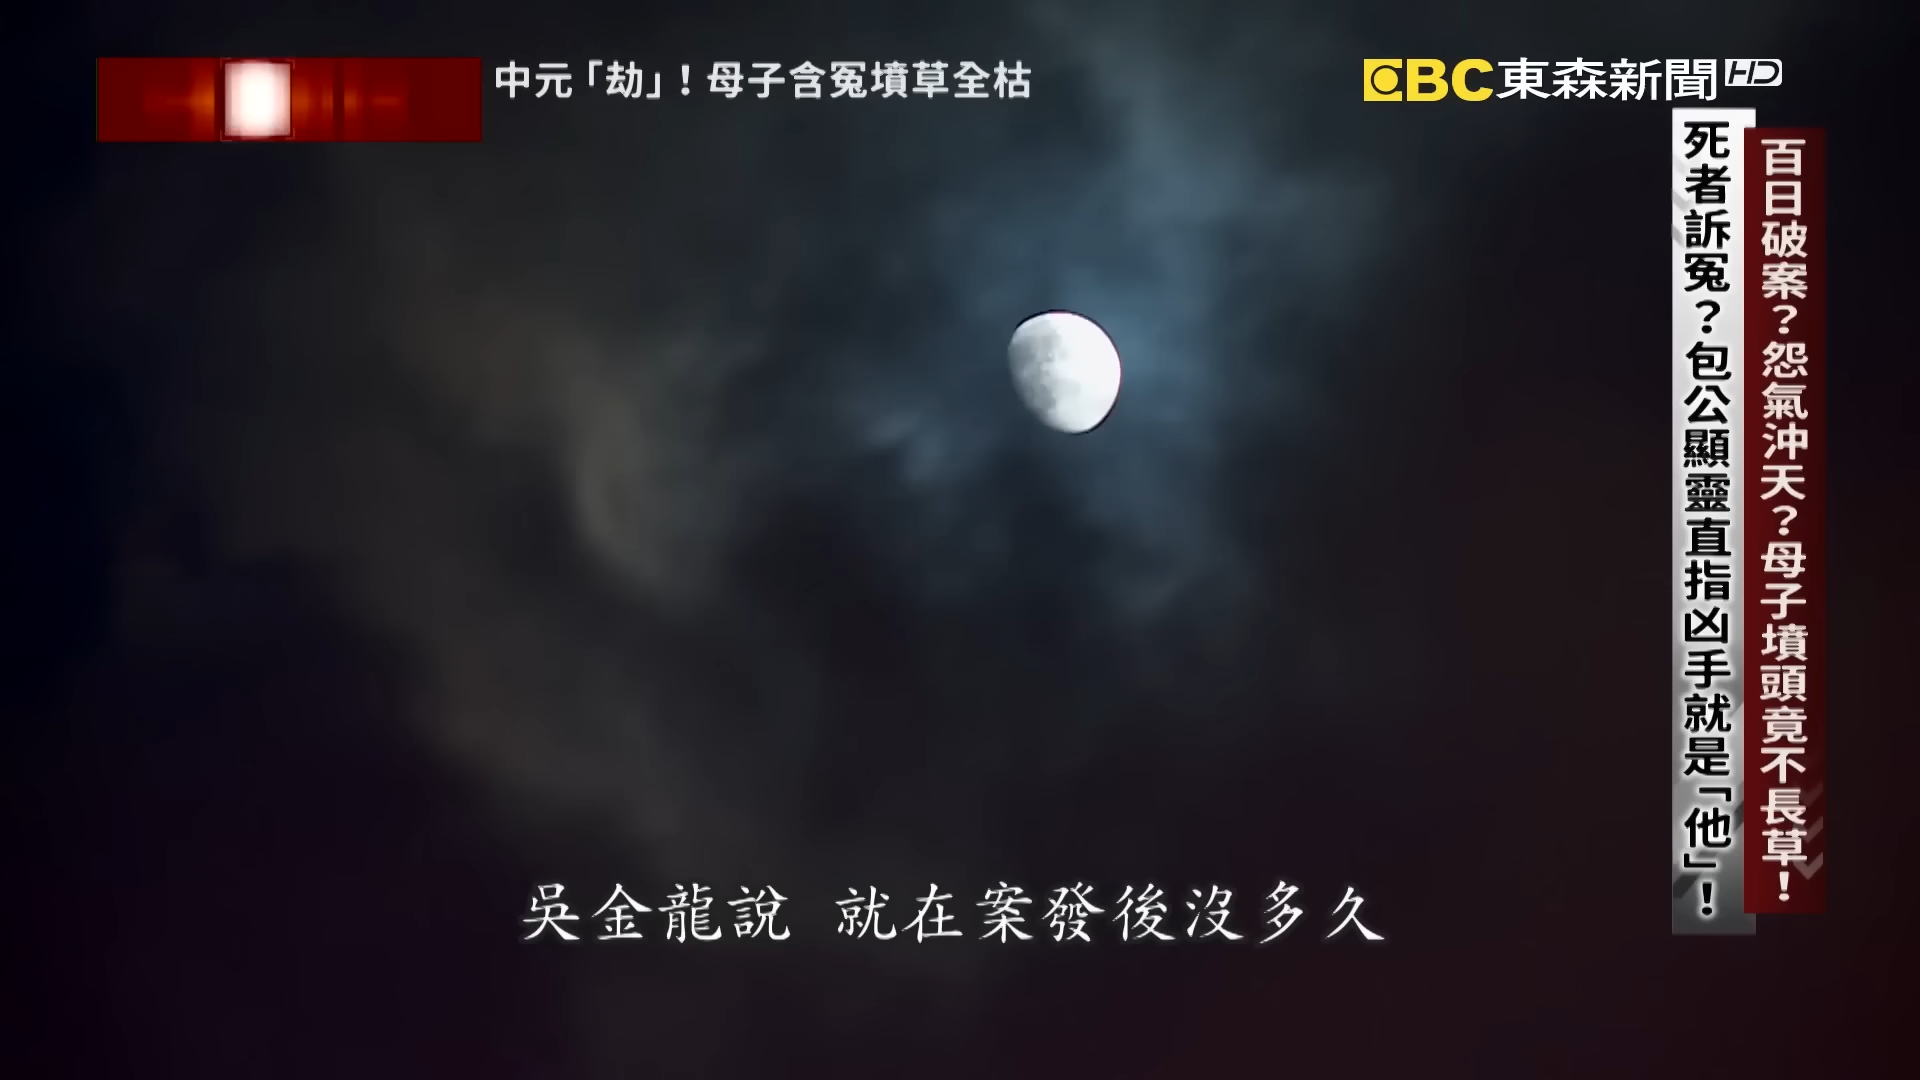 中元「劫」！母子含冤墳草全枯
EBC東森新聞HD
百日破案？怨氣沖天？母子墳頭竟不長草！
死者訴冤？包公顯靈直指凶手就是「他」！
吳金龍說 就在案發後沒多久